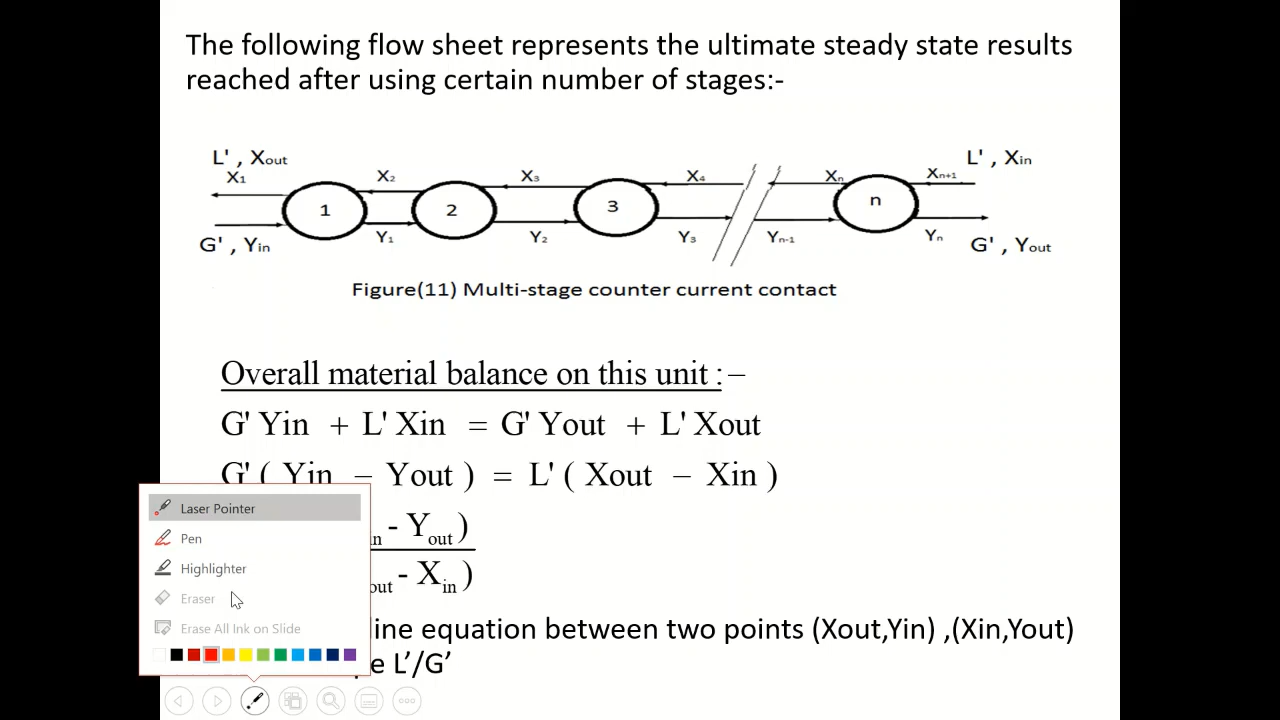 The following flow sheet represents the ultimate steady state results
reached after using certain number of stages:-
L' , Xout
L' , Xin
X1 X2 X3 X4 Xn Xn+1
1 2 3 n
Y1 Y2 Y3 Yn-1 Yn
G' , Yin
G' , Yout
Figure(11) Multi-stage counter current contact
Overall material balance on this unit : –
G' Yin + L' Xin = G' Yout + L' Xout
G' ( Yin – Yout ) = L' ( Xout – Xin )
in - Yout )
out - Xin )
ine equation between two points (Xout,Yin) ,(Xin,Yout)
L’/G’
Laser Pointer
Pen
Highlighter
Eraser
Erase All Ink on Slide